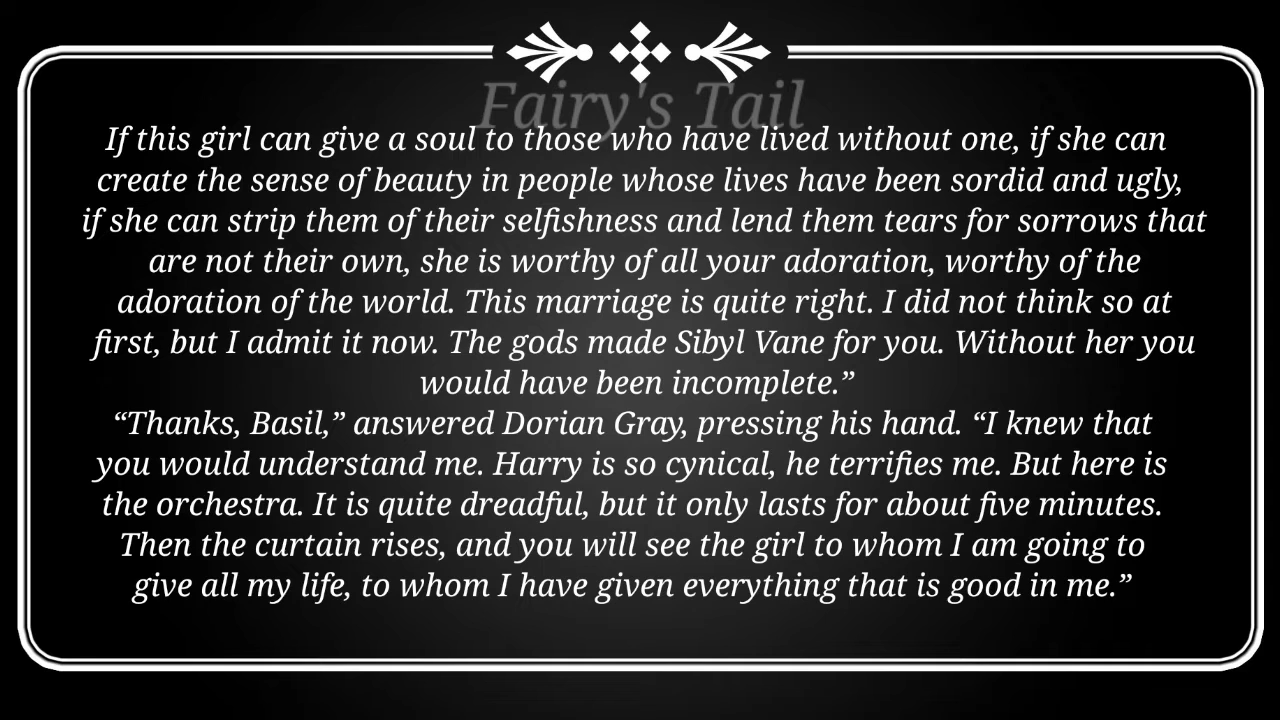 Fairy's Tail
If this girl can give a soul to those who have lived without one, if she can
create the sense of beauty in people whose lives have been sordid and ugly,
if she can strip them of their selfishness and lend them tears for sorrows that
are not their own, she is worthy of all your adoration, worthy of the
adoration of the world. This marriage is quite right. I did not think so at
first, but I admit it now. The gods made Sibyl Vane for you. Without her you
would have been incomplete.”
“Thanks, Basil,” answered Dorian Gray, pressing his hand. “I knew that
you would understand me. Harry is so cynical, he terrifies me. But here is
the orchestra. It is quite dreadful, but it only lasts for about five minutes.
Then the curtain rises, and you will see the girl to whom I am going to
give all my life, to whom I have given everything that is good in me.”